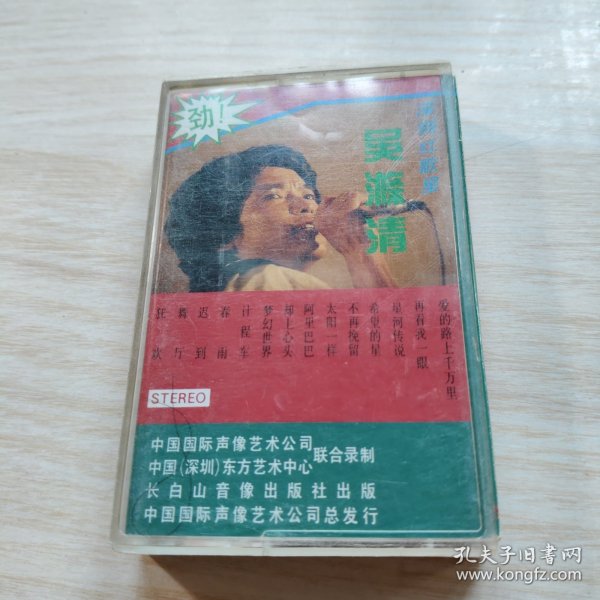 劲!
吴涤清
爱的路上千万里
再看我一眼
星河传说
希望的星
不再挽留
太阳一样
阿里巴巴
却上心头
梦幻世界
计程车
春雨
迟到
舞厅
狂欢
STEREO
中国国际声像艺术公司
中国(深圳)东方艺术中心
联合录制
长白山音像出版社出版
中国国际声像艺术公司总发行
孔夫子旧书网
www.kongfz.com